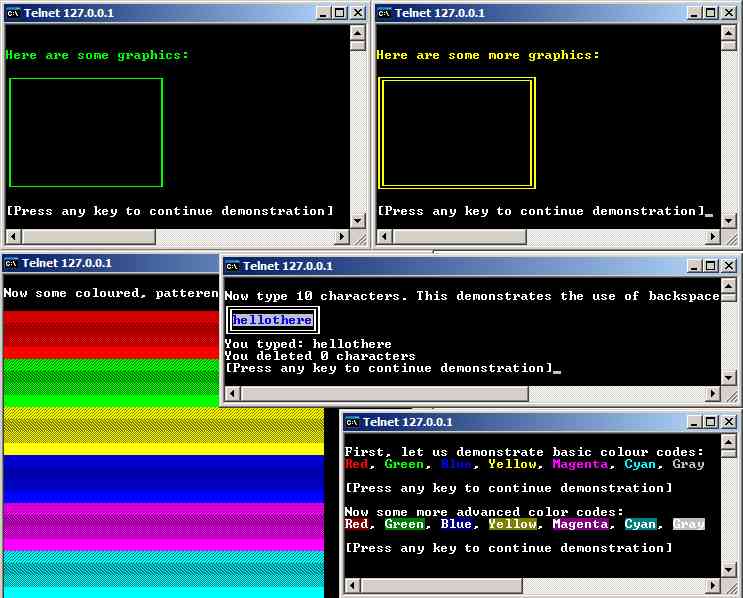 Telnet 127.0.0.1
Here are some graphics:
[Press any key to continue demonstration]
Telnet 127.0.0.1
Here are some more graphics:
[Press any key to continue demonstration]_
Telnet 127.0.0.1
Now some coloured, patteren
Telnet 127.0.0.1
Now type 10 characters. This demonstrates the use of backspace
hellothere
You typed: hellothere
You deleted 0 characters
[Press any key to continue demonstration]_
Telnet 127.0.0.1
First, let us demonstrate basic colour codes:
Red, Green, Blue, Yellow, Magenta, Cyan, Gray
[Press any key to continue demonstration]
Now some more advanced color codes:
Red, Green, Blue, Yellow, Magenta, Cyan, Gray
[Press any key to continue demonstration]